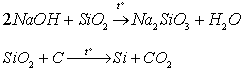 2NaOH + SiO₂ →(t°) Na₂SiO₃ + H₂O
SiO₂ + C →(t°) Si + CO₂